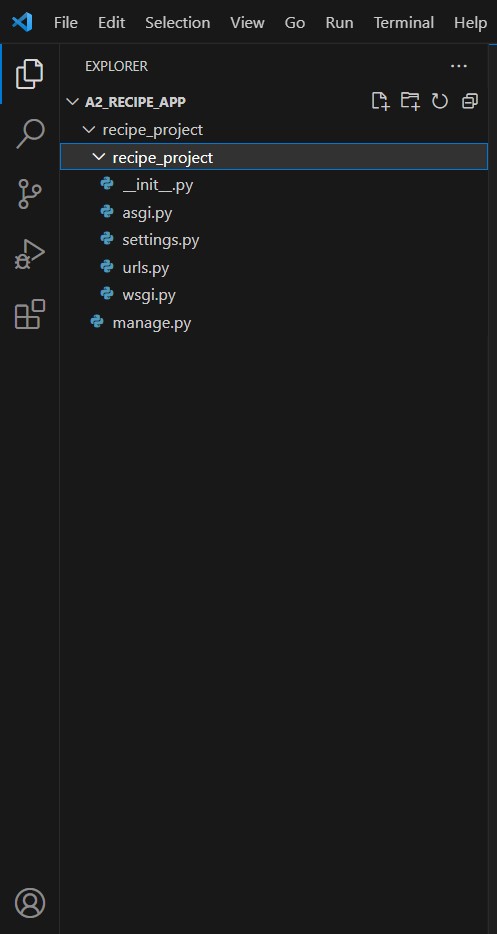 File Edit Selection View Go Run Terminal Help
EXPLORER
A2_RECIPE_APP
recipe_project
recipe_project
__init__.py
asgi.py
settings.py
urls.py
wsgi.py
manage.py